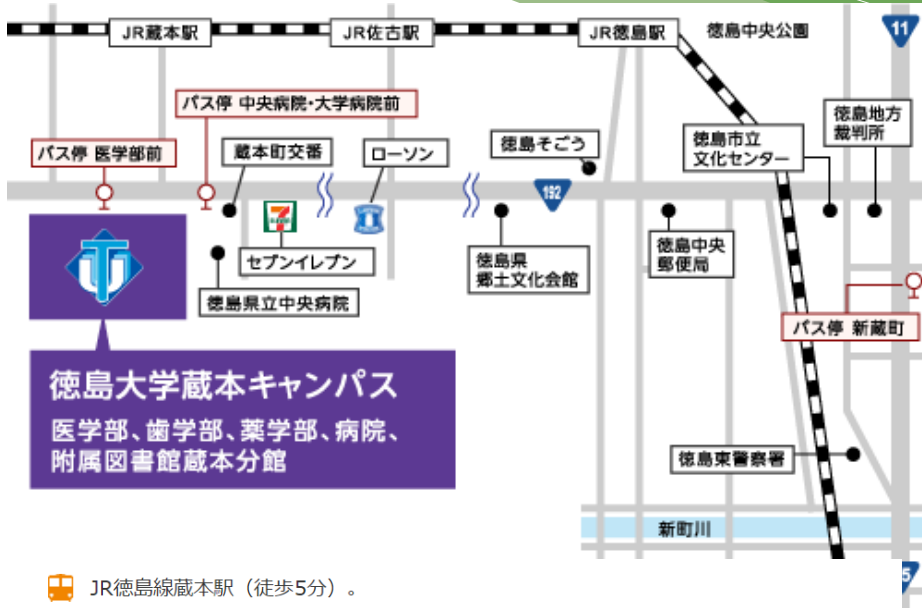 JR蔵本駅
JR佐古駅
JR徳島駅
徳島中央公園
11
バス停 中央病院・大学病院前
徳島地方
裁判所
バス停 医学部前
蔵本町交番
ローソン
徳島そごう
徳島市立
文化センター
192
7
セブンイレブン
徳島県
郷土文化会館
徳島中央
郵便局
徳島県立中央病院
バス停 新蔵町
徳島大学蔵本キャンパス
医学部、歯学部、薬学部、病院、
附属図書館蔵本分館
徳島東警察署
新町川
JR徳島線蔵本駅（徒歩5分）。